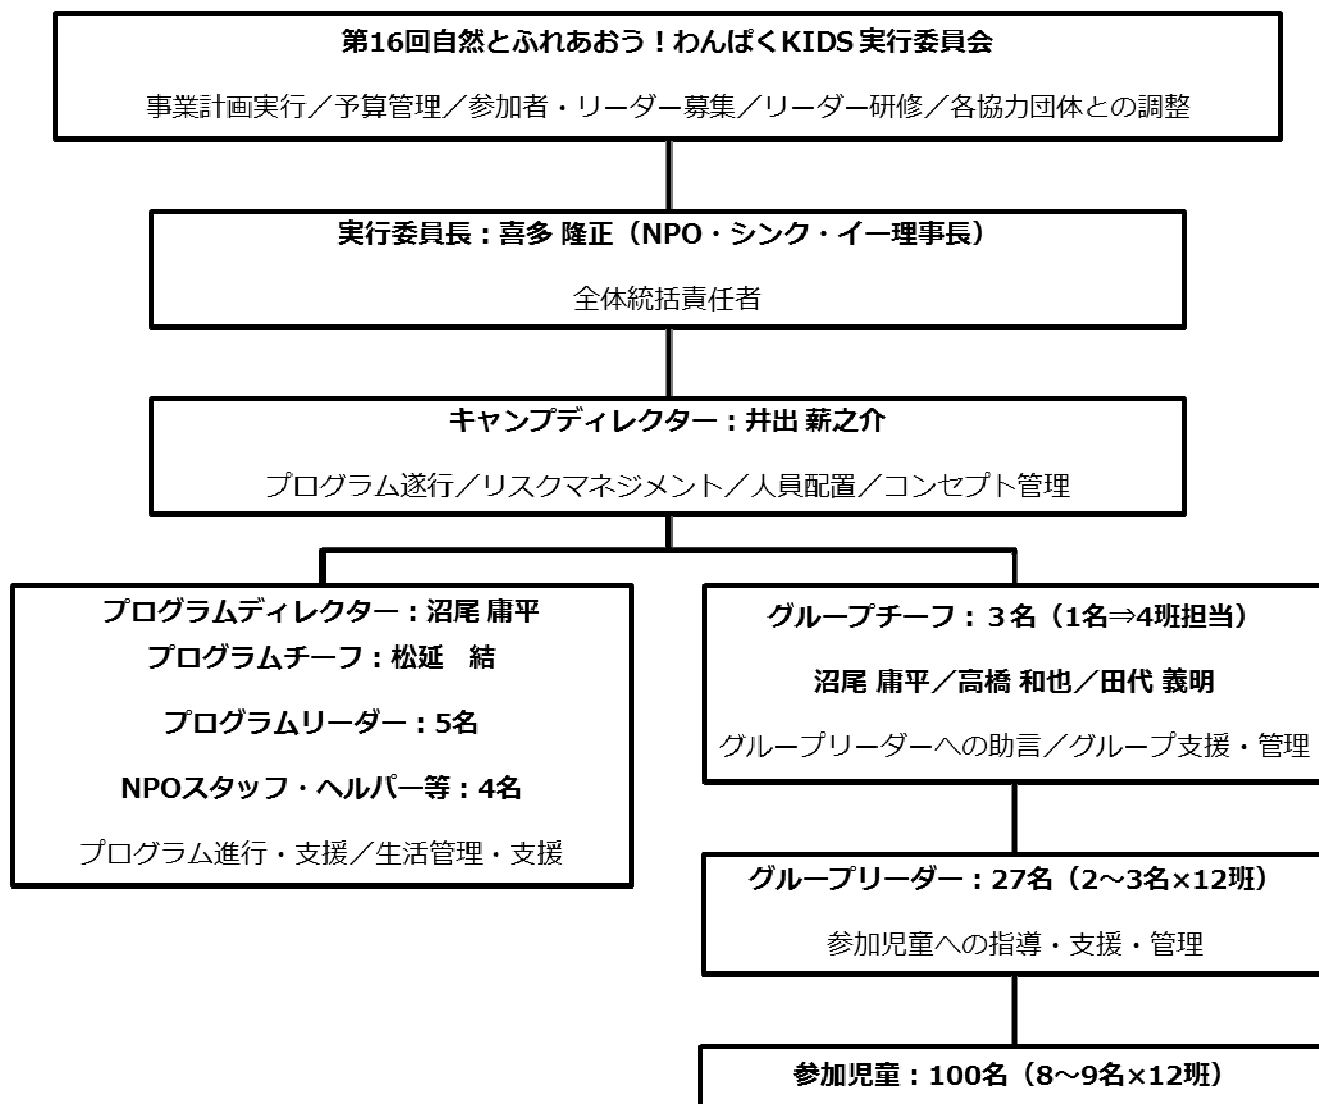 第16回自然とふれあおう！わんぱくKIDS 実行委員会
事業計画実行／予算管理／参加者・リーダー募集／リーダー研修／各協力団体との調整
実行委員長：喜多 隆正（NPO・シンク・イー理事長）
全体統括責任者
キャンプディレクター：井出 薪之介
プログラム遂行／リスクマネジメント／人員配置／コンセプト管理
プログラムディレクター：沼尾 庸平
プログラムチーフ：松延　結
プログラムリーダー：5名
NPOスタッフ・ヘルパー等：4名
プログラム進行・支援／生活管理・支援
グループチーフ：３名（1名⇒4班担当）
沼尾 庸平／高橋 和也／田代 義明
グループリーダーへの助言／グループ支援・管理
グループリーダー：27名（2～3名×12班）
参加児童への指導・支援・管理
参加児童：100名（8～9名×12班）